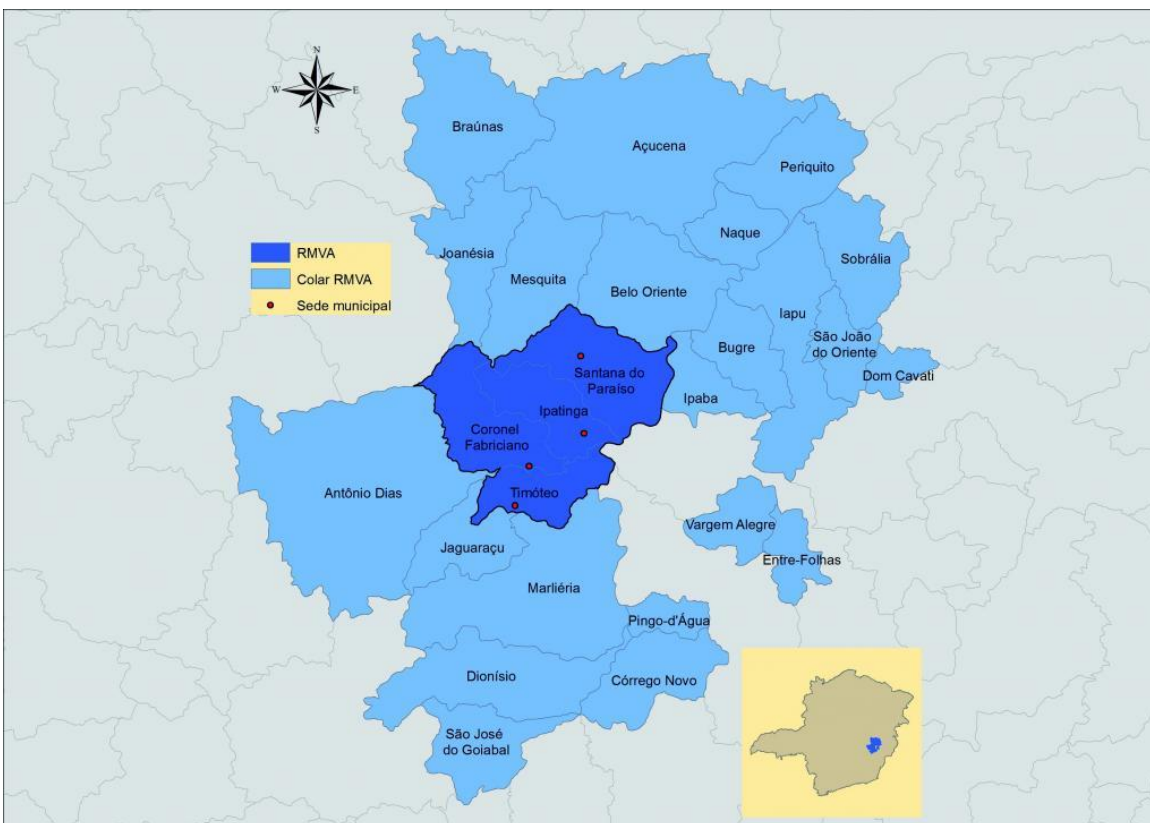 N
W
E
S
Braúnas
Açucena
Periquito
Naque
Joanésia
Sobrália
RMVA
Colar RMVA
Sede municipal
Mesquita
Belo Oriente
Iapu
São João
do Oriente
Bugre
Dom Cavati
Santana do
Paraíso
Ipaba
Ipatinga
Coronel
Fabriciano
Antônio Dias
Timóteo
Vargem Alegre
Jaguaraçu
Entre-Folhas
Marliéria
Pingo-d'Água
Dionísio
Córrego Novo
São José
do Goiabal